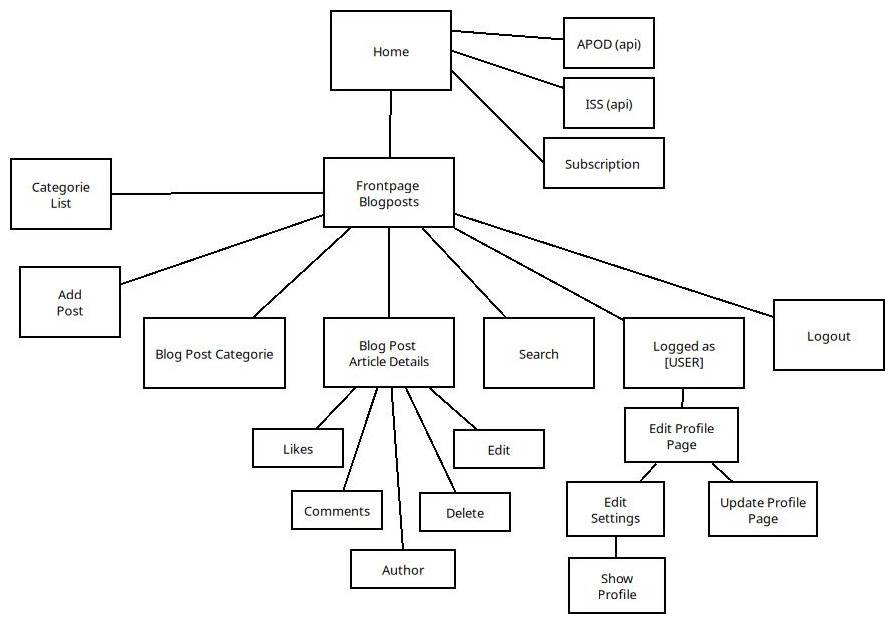 Home
APOD (api)
ISS (api)
Subscription
Categorie
List
Frontpage
Blogposts
Add
Post
Blog Post Categorie
Blog Post
Article Details
Search
Logged as
[USER]
Logout
Likes
Comments
Author
Delete
Edit
Edit Profile
Page
Edit
Settings
Update Profile
Page
Show
Profile